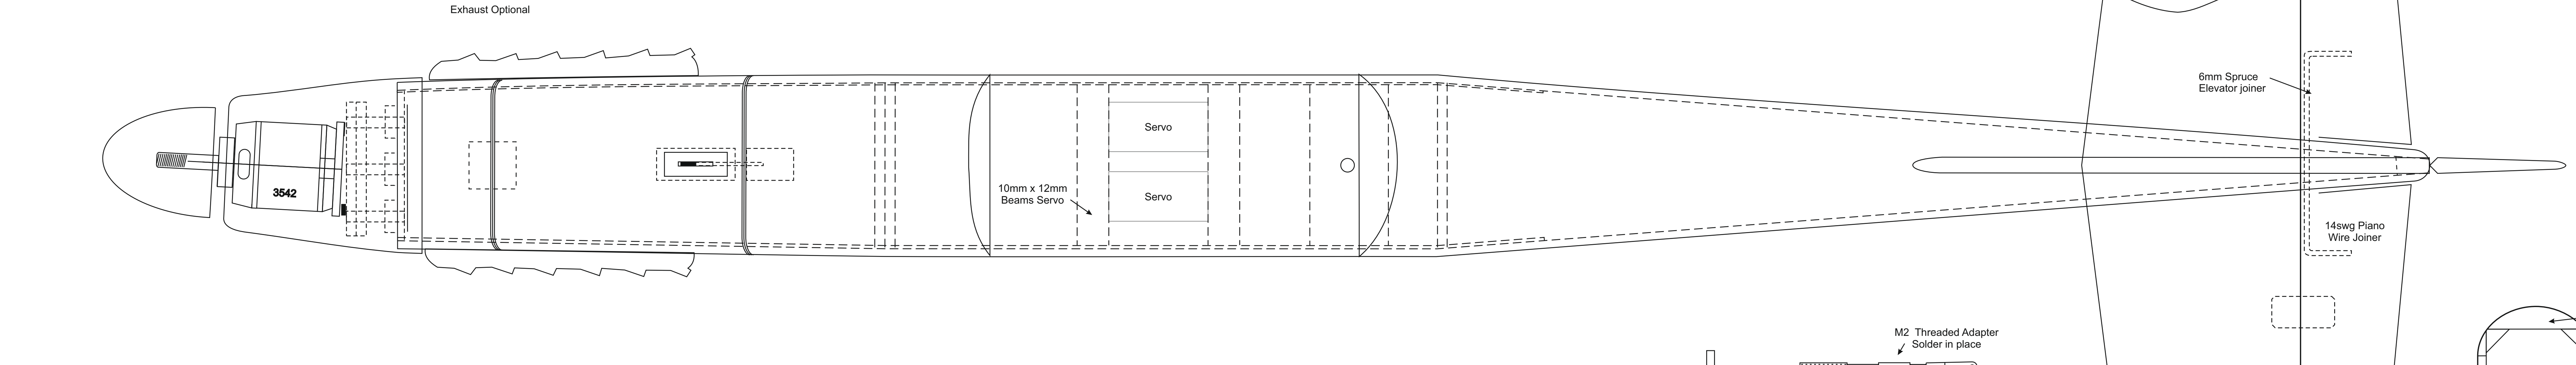 Exhaust Optional
6mm Spruce
Elevator joiner
Servo
3542
10mm x 12mm
Beams Servo
Servo
14swg Piano
Wire Joiner
M2 Threaded Adapter
Solder in place